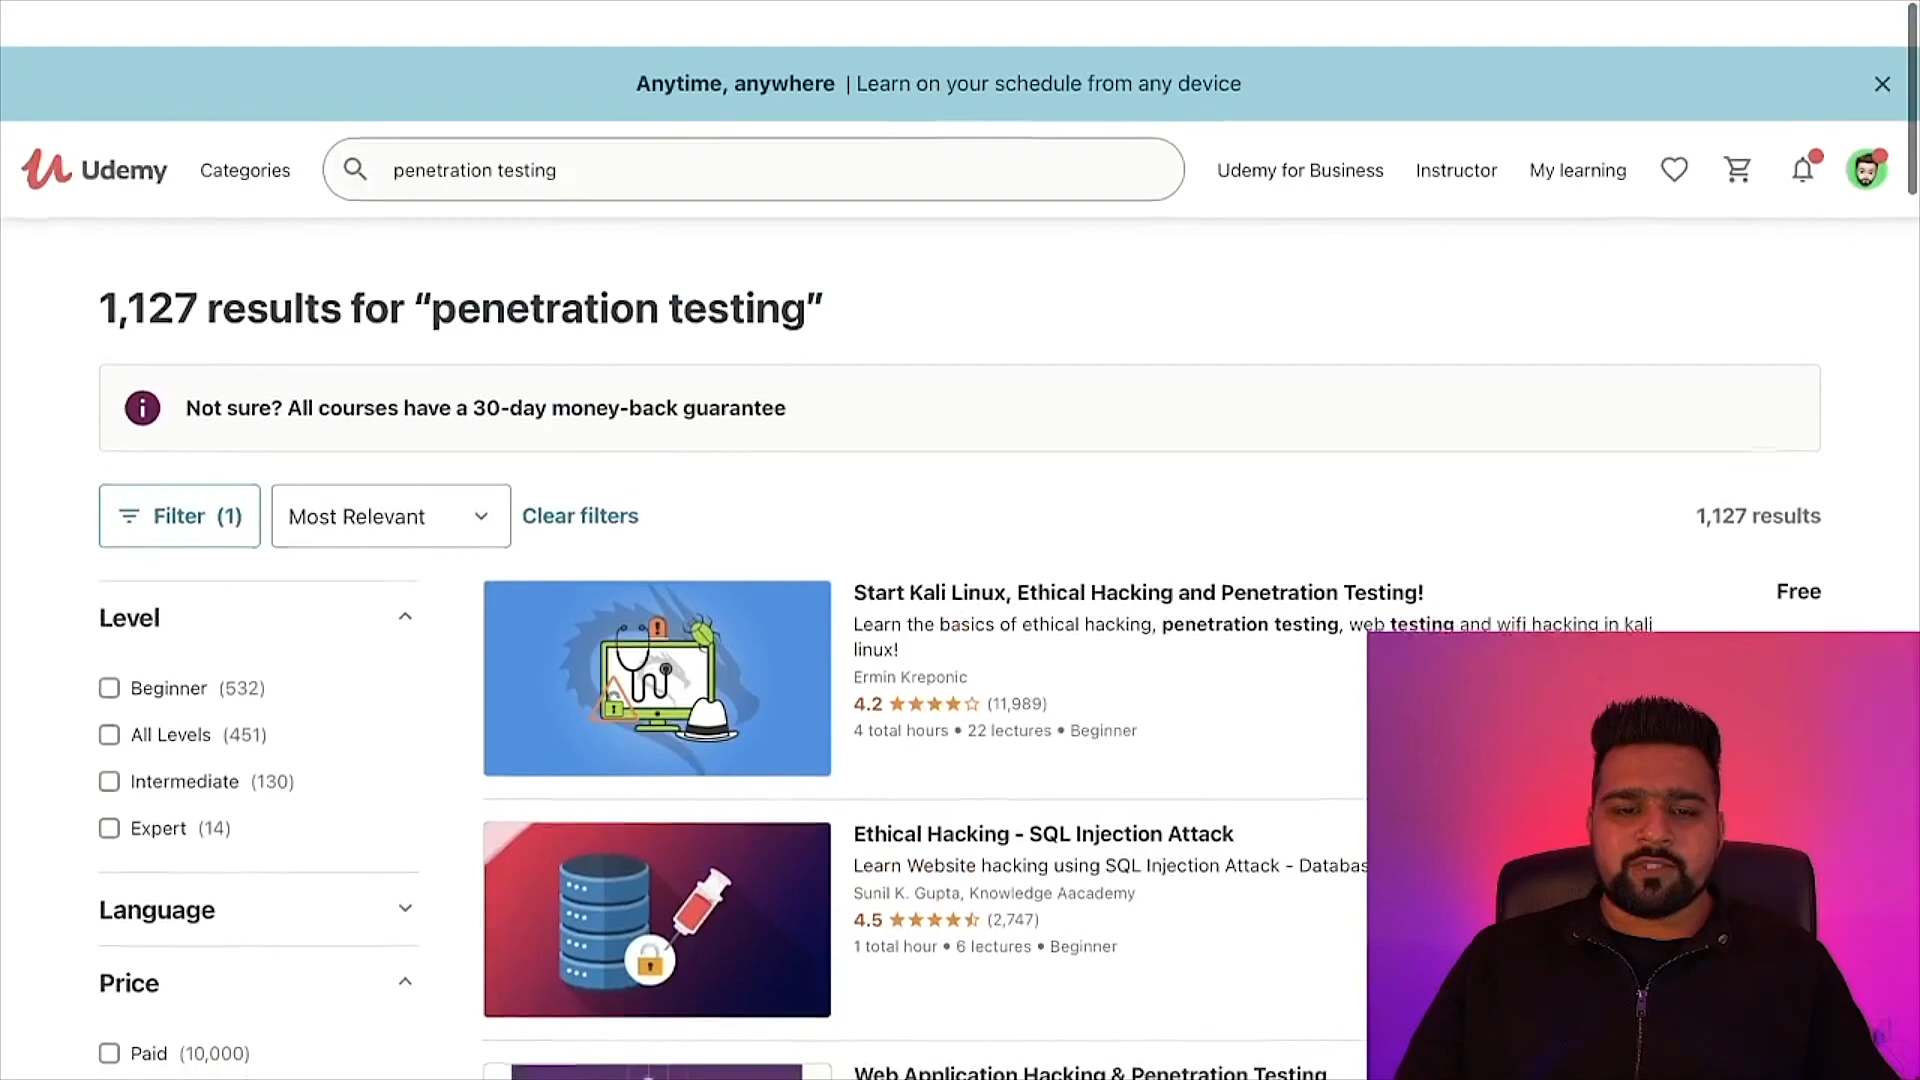 Anytime, anywhere | Learn on your schedule from any device
Udemy
Categories
penetration testing
Udemy for Business
Instructor
My learning
1,127 results for “penetration testing”
Not sure? All courses have a 30-day money-back guarantee
Filter (1)
Most Relevant
Clear filters
1,127 results
Level
Beginner (532)
All Levels (451)
Intermediate (130)
Expert (14)
Language
Price
Paid (10,000)
Start Kali Linux, Ethical Hacking and Penetration Testing!
Free
Learn the basics of ethical hacking, penetration testing, web testing and wifi hacking in kali
linux!
Ermin Kreponic
4.2 (11,989)
4 total hours • 22 lectures • Beginner
Ethical Hacking - SQL Injection Attack
Learn Website hacking using SQL Injection Attack - Databas
Sunil K. Gupta, Knowledge Aacademy
4.5 (2,747)
1 total hour • 6 lectures • Beginner
Web Application Hacking & Penetration Testing